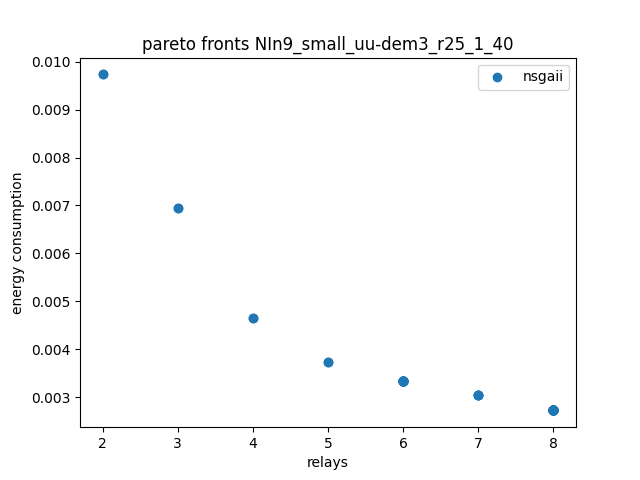 pareto fronts NIn9_small_uu-dem3_r25_1_40
nsgaii
energy consumption
0.010
0.009
0.008
0.007
0.006
0.005
0.004
0.003
2 3 4 5 6 7 8
relays